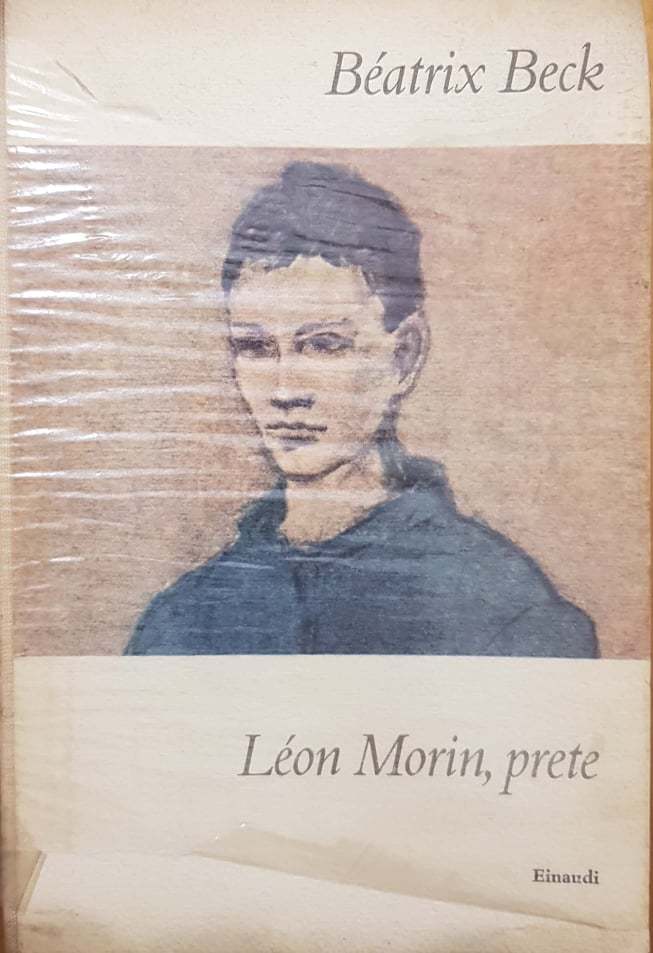 Béatrix Beck
Léon Morin, prete
Einaudi